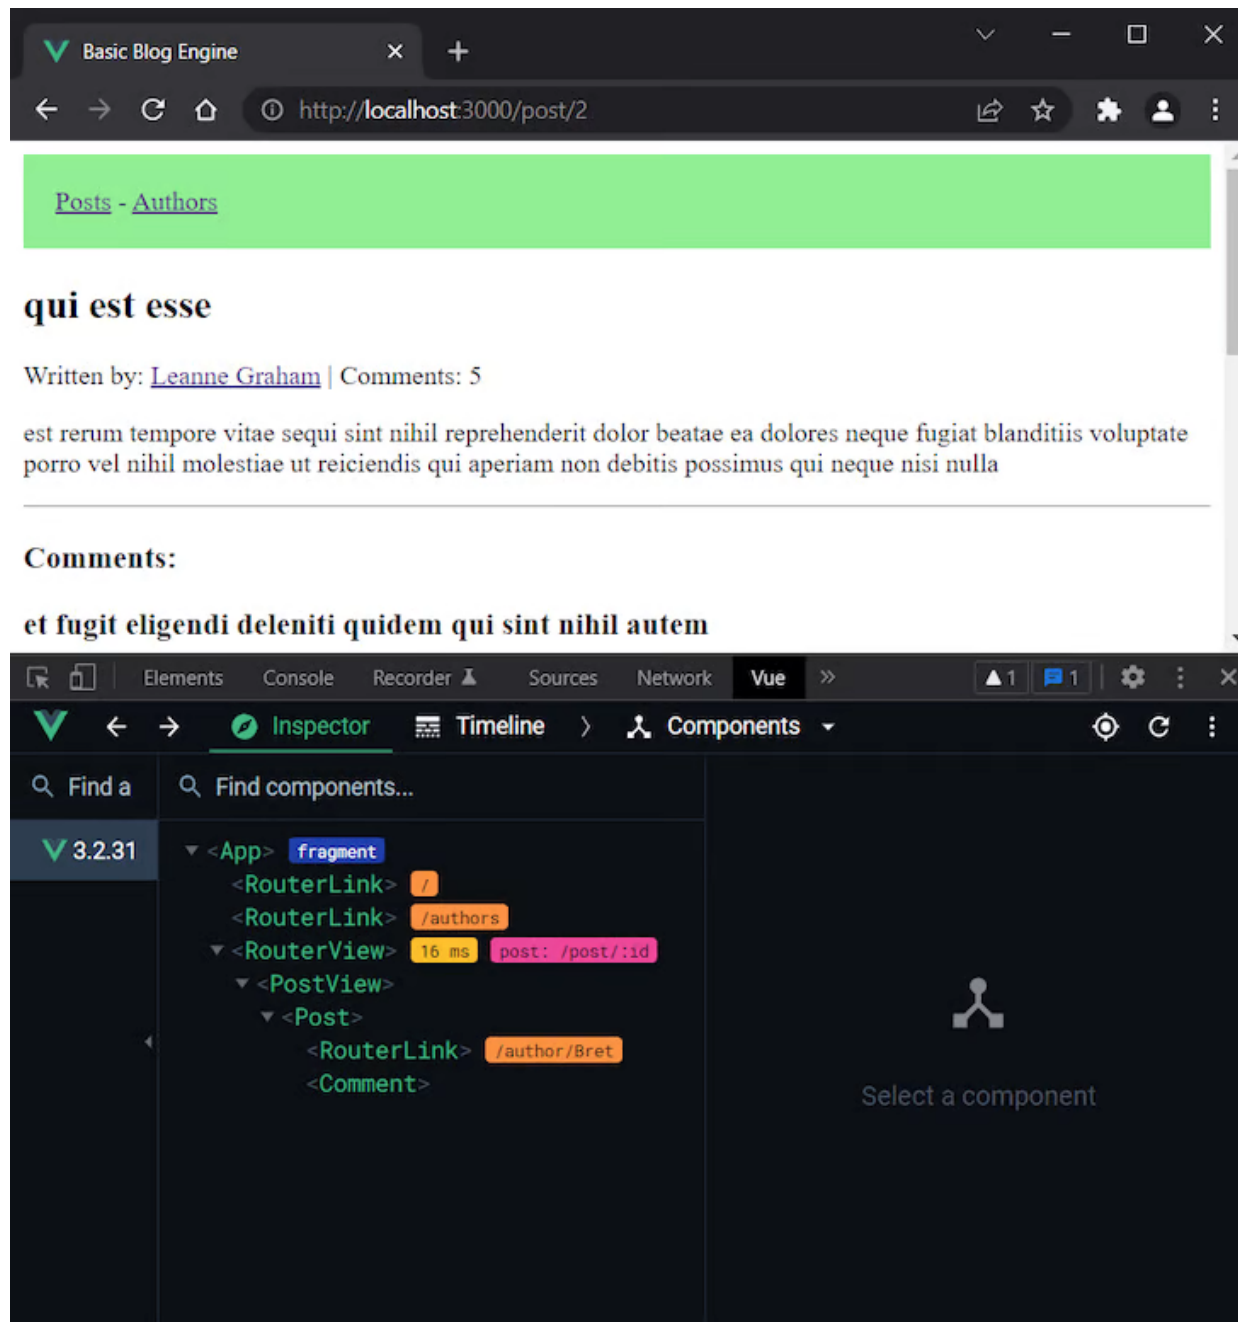 Basic Blog Engine
http://localhost:3000/post/2
Posts - Authors
qui est esse
Written by: Leanne Graham | Comments: 5
est rerum tempore vitae sequi sint nihil reprehenderit dolor beatae ea dolores neque fugiat blanditiis voluptate
porro vel nihil molestiae ut reiciendis qui aperiam non debitis possimus qui neque nisi nulla
Comments:
et fugit eligendi deleniti quidem qui sint nihil autem
Elements Console Recorder Sources Network Vue » 1 1
Inspector Timeline Components
Find a Find components...
3.2.31 <App> fragment
<RouterLink> /
<RouterLink> /authors
<RouterView> 16 ms post: /post/:id
<PostView>
<Post>
<RouterLink> /author/Bret
<Comment>
Select a component